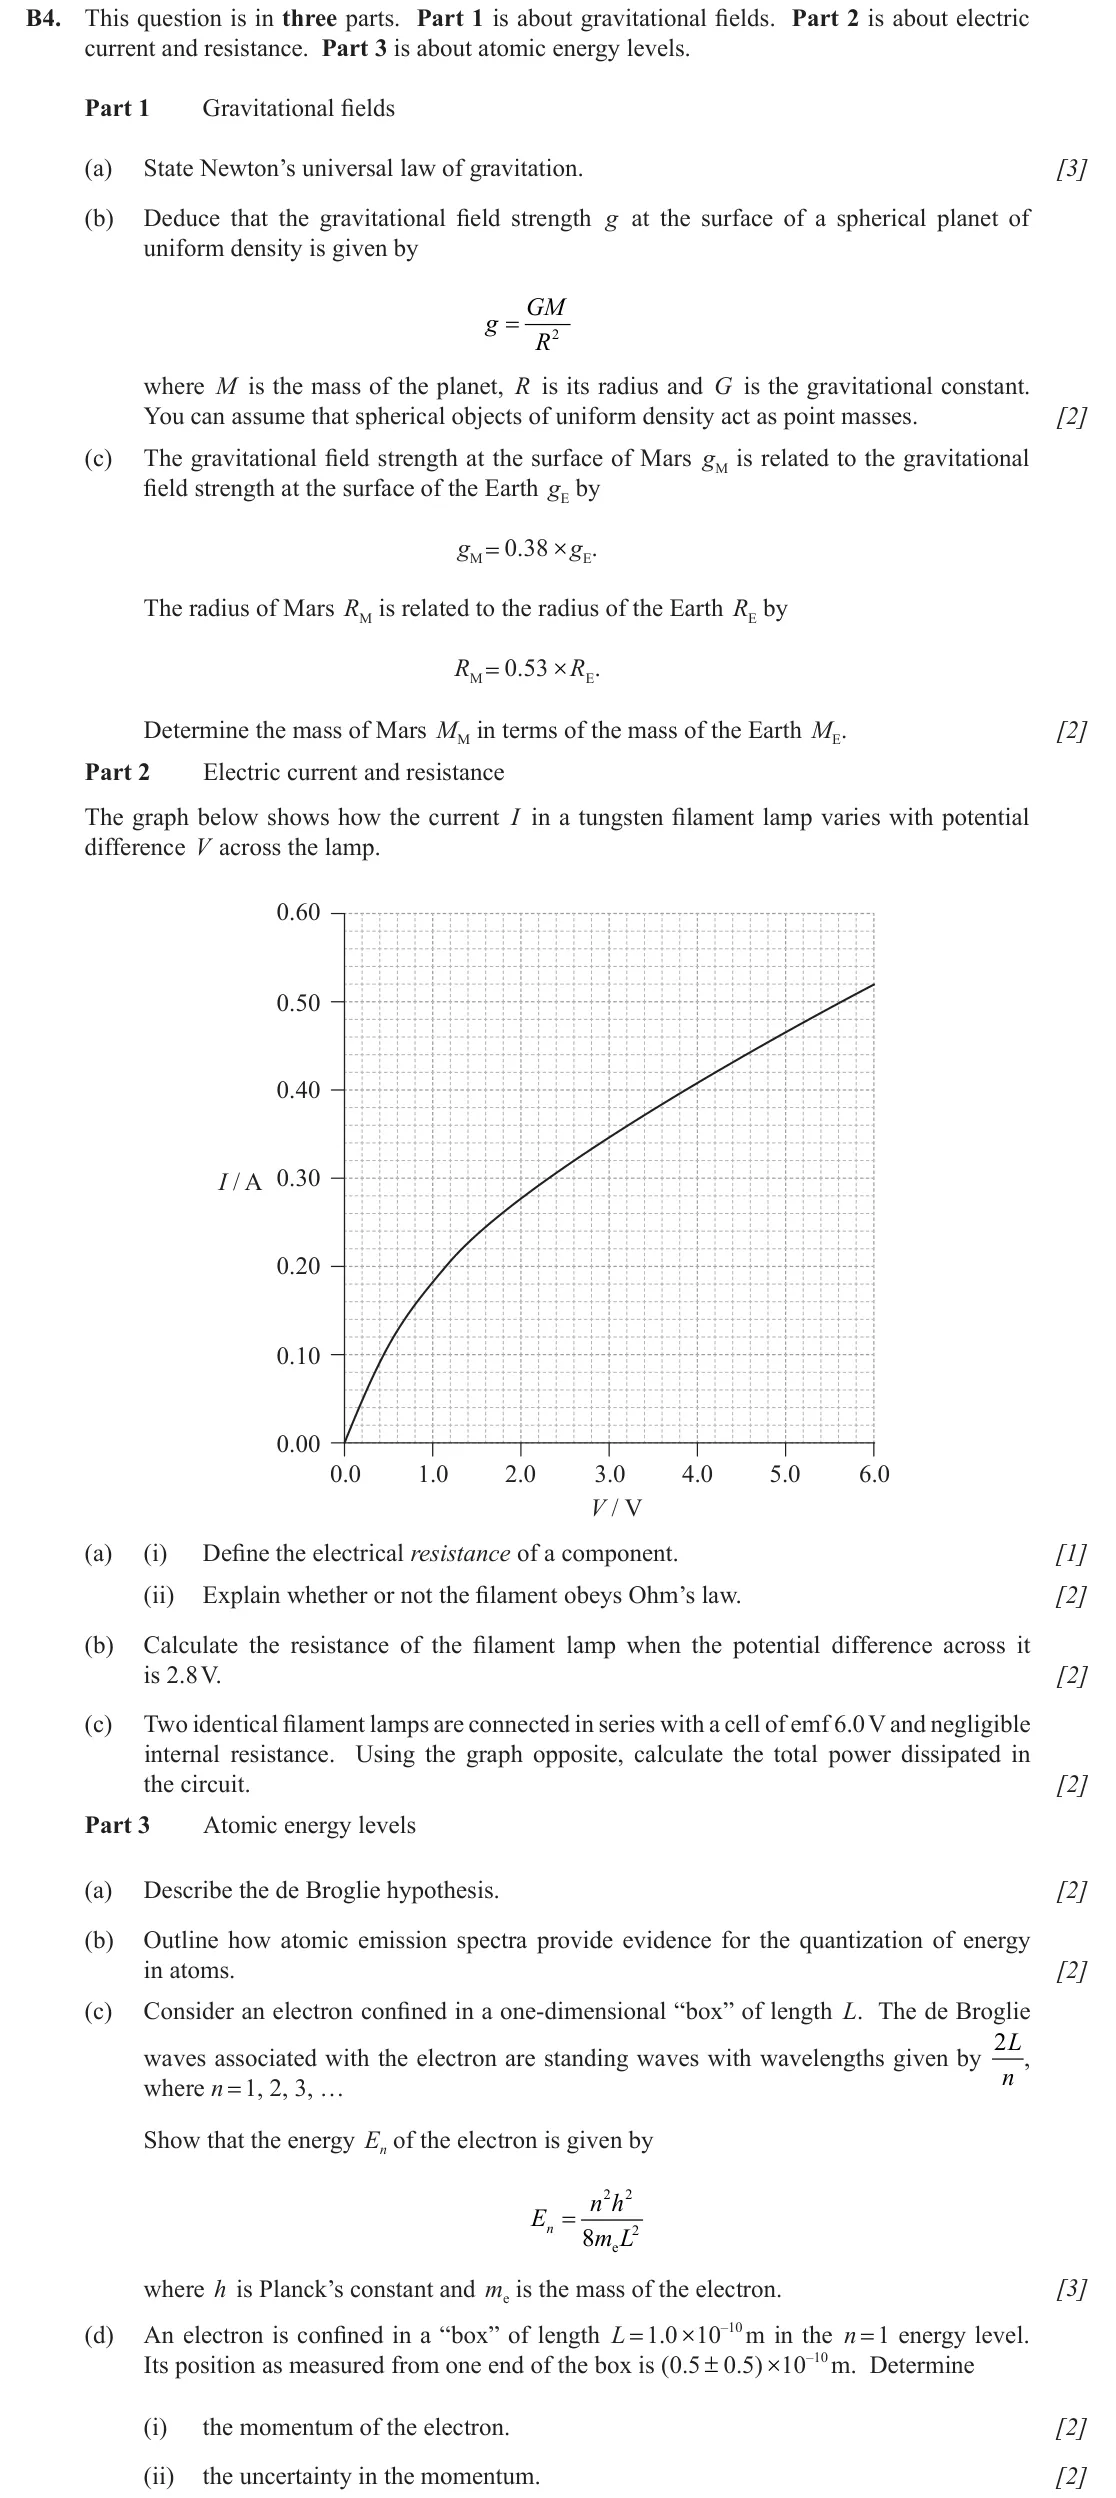 B4. This question is in three parts. Part 1 is about gravitational fields. Part 2 is about electric
current and resistance. Part 3 is about atomic energy levels.
Part 1 Gravitational fields
(a) State Newton’s universal law of gravitation. [3]
(b) Deduce that the gravitational field strength g at the surface of a spherical planet of
uniform density is given by
g = GM/R²
where M is the mass of the planet, R is its radius and G is the gravitational constant.
You can assume that spherical objects of uniform density act as point masses. [2]
(c) The gravitational field strength at the surface of Mars g_M is related to the gravitational
field strength at the surface of the Earth g_E by
g_M = 0.38 × g_E.
The radius of Mars R_M is related to the radius of the Earth R_E by
R_M = 0.53 × R_E.
Determine the mass of Mars M_M in terms of the mass of the Earth M_E. [2]
Part 2 Electric current and resistance
The graph below shows how the current I in a tungsten filament lamp varies with potential
difference V across the lamp.
0.60
0.50
0.40
I / A 0.30
0.20
0.10
0.00
0.0 1.0 2.0 3.0 4.0 5.0 6.0
V / V
(a) (i) Define the electrical resistance of a component. [1]
(ii) Explain whether or not the filament obeys Ohm’s law. [2]
(b) Calculate the resistance of the filament lamp when the potential difference across it
is 2.8 V. [2]
(c) Two identical filament lamps are connected in series with a cell of emf 6.0 V and negligible
internal resistance. Using the graph opposite, calculate the total power dissipated in
the circuit. [2]
Part 3 Atomic energy levels
(a) Describe the de Broglie hypothesis. [2]
(b) Outline how atomic emission spectra provide evidence for the quantization of energy
in atoms. [2]
(c) Consider an electron confined in a one-dimensional “box” of length L. The de Broglie
waves associated with the electron are standing waves with wavelengths given by 2L/n,
where n = 1, 2, 3, …
Show that the energy E_n of the electron is given by
E_n = n²h²/8m_eL²
where h is Planck’s constant and m_e is the mass of the electron. [3]
(d) An electron is confined in a “box” of length L = 1.0 × 10⁻¹⁰ m in the n = 1 energy level.
Its position as measured from one end of the box is (0.5 ± 0.5) × 10⁻¹⁰ m. Determine
(i) the momentum of the electron. [2]
(ii) the uncertainty in the momentum. [2]